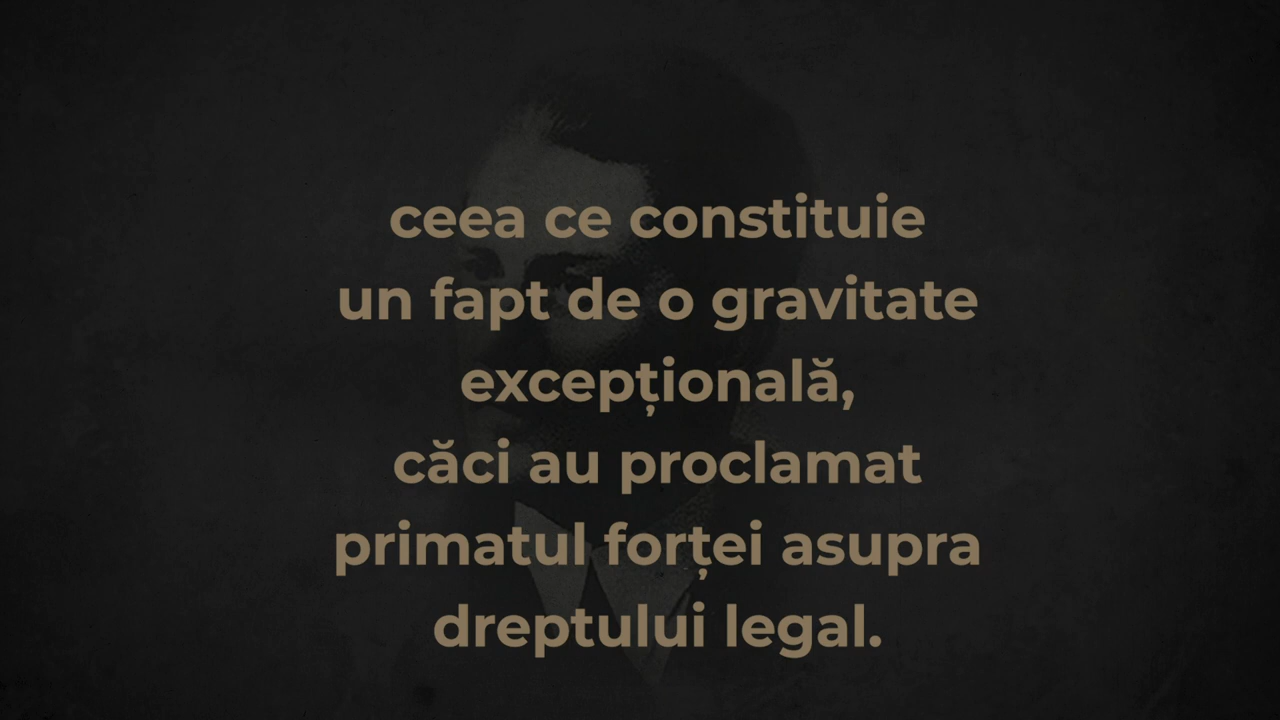 ceea ce constituie
un fapt de o gravitate
excepțională,
căci au proclamat
primatul forței asupra
dreptului legal.